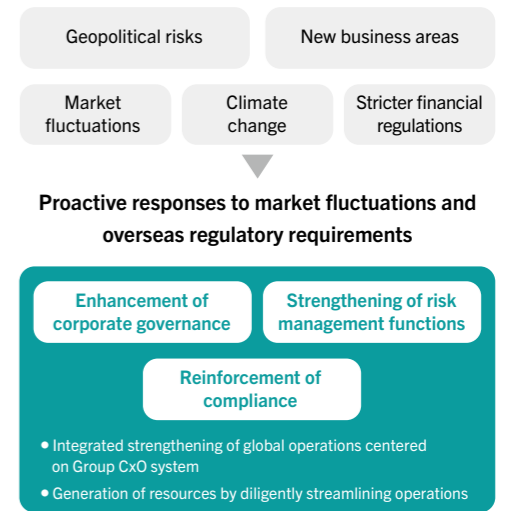 Geopolitical risks
New business areas
Market
fluctuations
Climate
change
Stricter financial
regulations
Proactive responses to market fluctuations and
overseas regulatory requirements
Enhancement of
corporate governance
Strengthening of risk
management functions
Reinforcement of
compliance
• Integrated strengthening of global operations centered
on Group CxO system
• Generation of resources by diligently streamlining operations